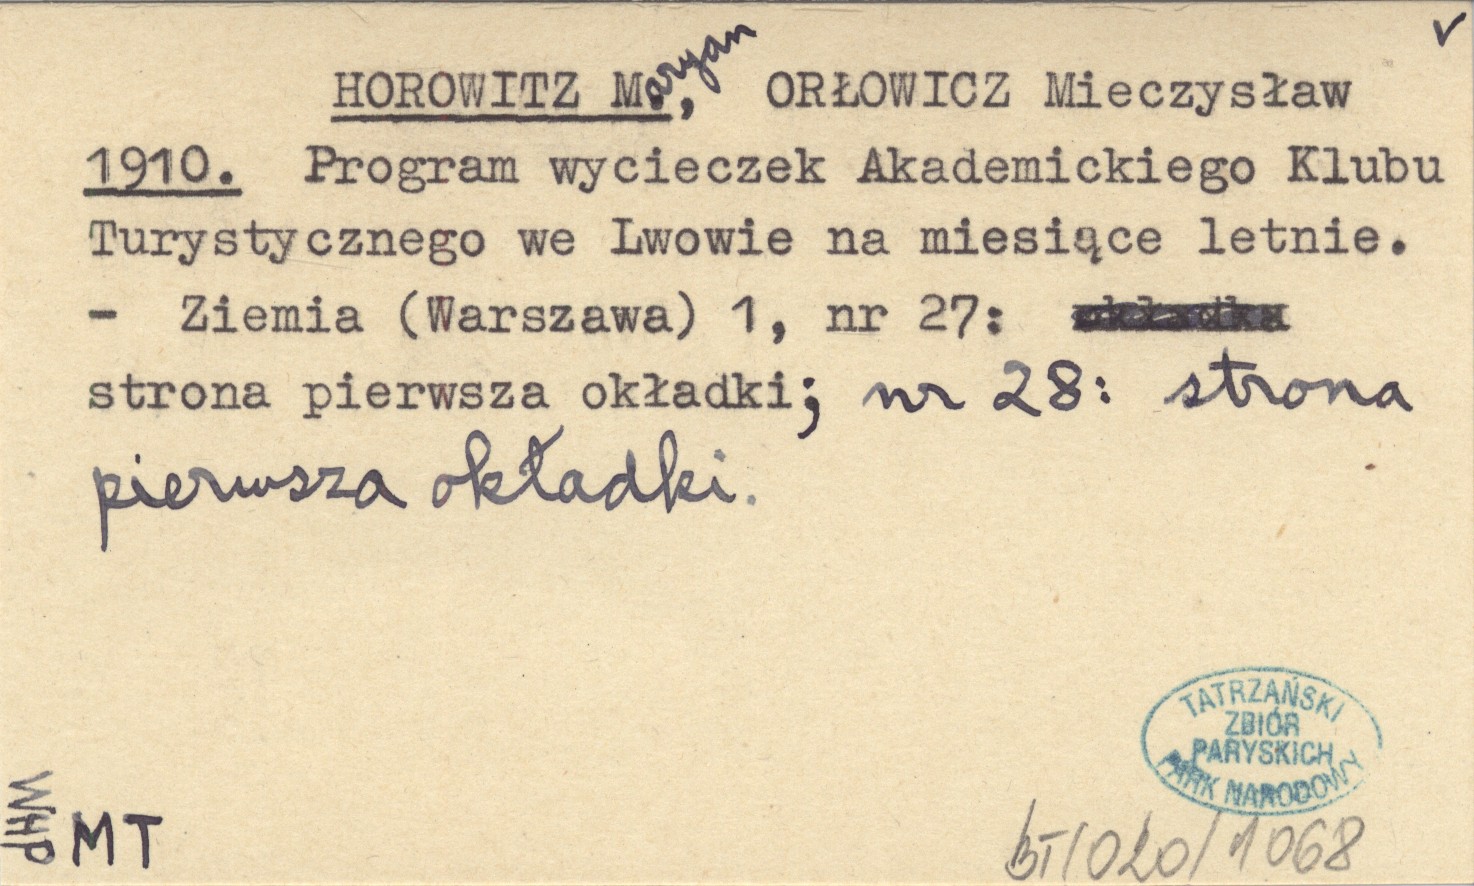 ✓
HOROWITZ Maryan, ORŁOWICZ Mieczysław
1910. Program wycieczek Akademickiego Klubu
Turystycznego we Lwowie na miesiące letnie.
- Ziemia (Warszawa) 1, nr 27: okładka
strona pierwsza okładki; nr 28: strona
pierwsza okładki.
TATRZAŃSKI
ZBIÓR
PARYSKICH
PARK NARODOWY
WHP
MT
BT/020/1068